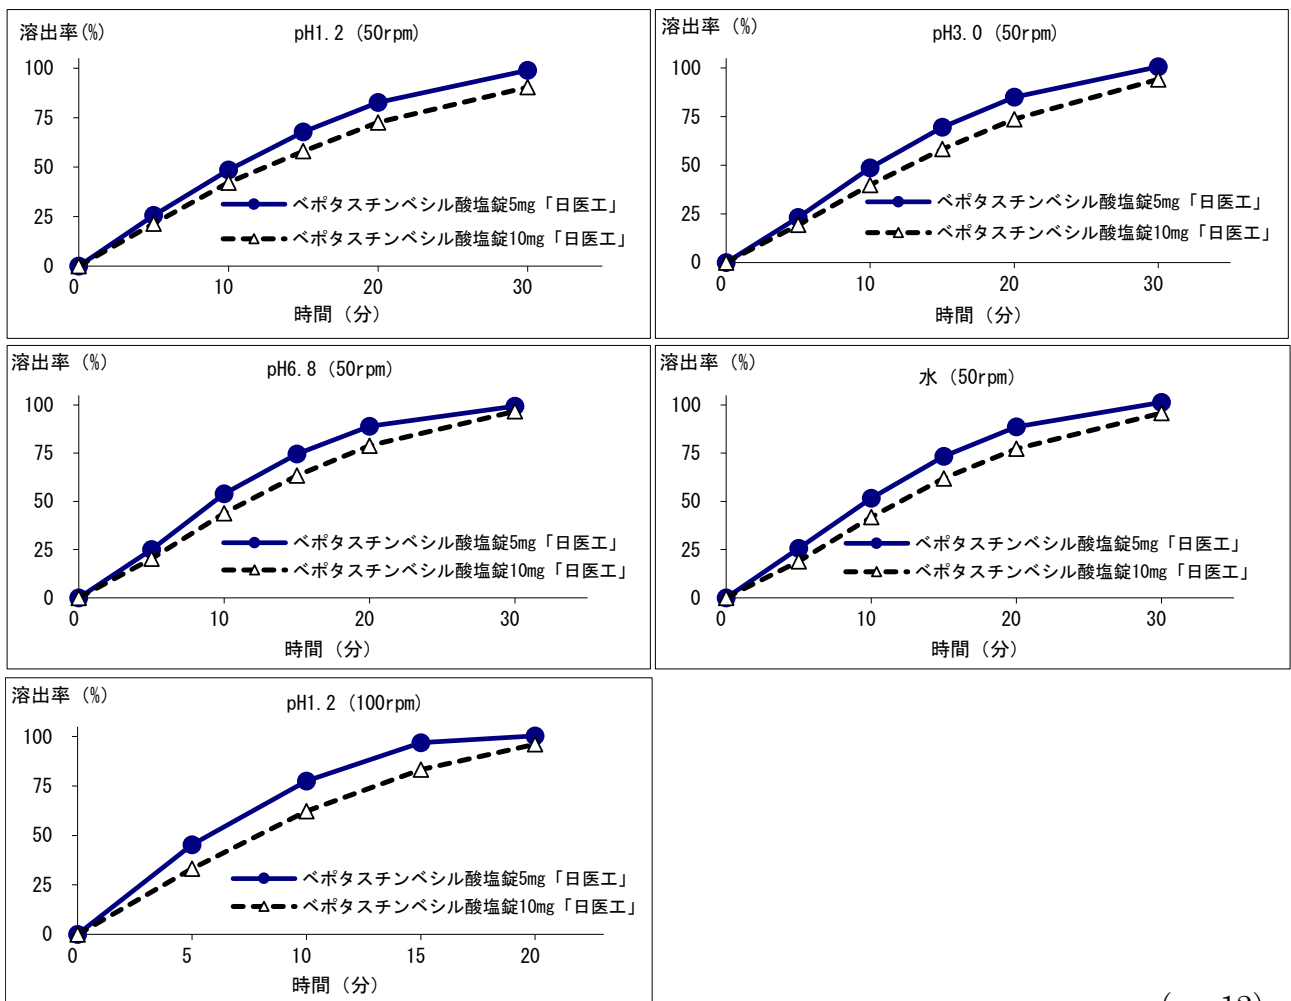 溶出率(%)
pH1.2 (50rpm)
100
75
50
25
0
ベポタスチンベシル酸塩錠5mg「日医工」
ベポタスチンベシル酸塩錠10mg「日医工」
0 10 20 30
時間 (分)
溶出率 (%)
pH3.0 (50rpm)
100
75
50
25
0
ベポタスチンベシル酸塩錠5mg「日医工」
ベポタスチンベシル酸塩錠10mg「日医工」
0 10 20 30
時間 (分)
溶出率 (%)
pH6.8 (50rpm)
100
75
50
25
0
ベポタスチンベシル酸塩錠5mg「日医工」
ベポタスチンベシル酸塩錠10mg「日医工」
0 10 20 30
時間 (分)
溶出率 (%)
水 (50rpm)
100
75
50
25
0
ベポタスチンベシル酸塩錠5mg「日医工」
ベポタスチンベシル酸塩錠10mg「日医工」
0 10 20 30
時間 (分)
溶出率 (%)
pH1.2 (100rpm)
100
75
50
25
0
ベポタスチンベシル酸塩錠5mg「日医工」
ベポタスチンベシル酸塩錠10mg「日医工」
0 5 10 15 20
時間 (分)